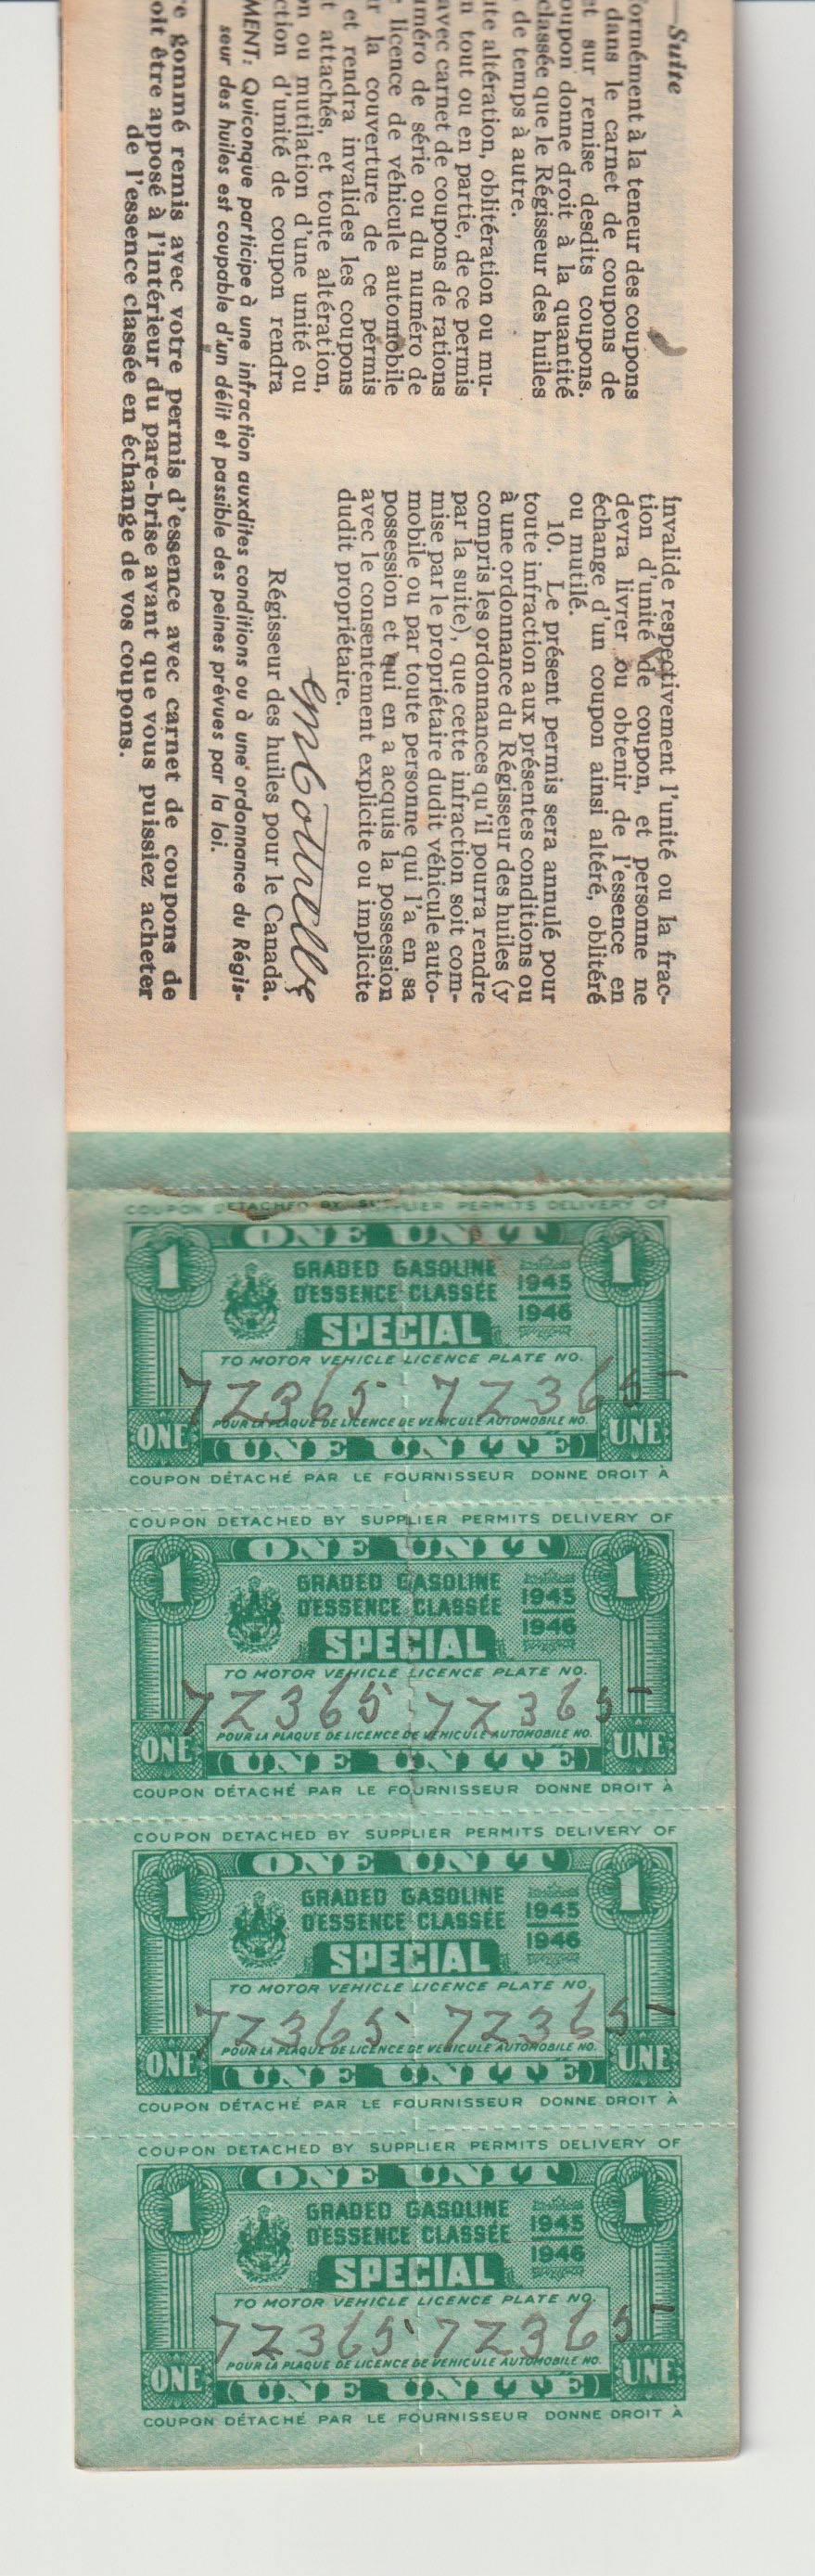 —Suite
formément à la teneur des coupons
dans le carnet de coupons de
et sur remise desdits coupons.
oupon donne droit à la quantité
classée que le Régisseur des huiles
de temps à autre.
ute altération, oblitération ou mu-
n tout ou en partie, de ce permis
avec carnet de coupons de rations
uméro de série ou du numéro de
e licence de véhicule automobile
r la couverture de ce permis
et rendra invalides les coupons
t attachés, et toute altération,
on ou mutilation d'une unité ou
ction d'unité de coupon rendra
invalide respectivement l'unité ou la frac-
tion d'unité de coupon, et personne ne
devra livrer ou obtenir de l'essence en
échange d'un coupon ainsi altéré, oblitéré
ou mutilé.
10. Le présent permis sera annulé pour
toute infraction aux présentes conditions ou
à une ordonnance du Régisseur des huiles (y
compris les ordonnances qu'il pourra rendre
par la suite), que cette infraction soit com-
mise par le propriétaire dudit véhicule auto-
mobile ou par toute personne qui l'a en sa
possession et qui en a acquis la possession
avec le consentement explicite ou implicite
dudit propriétaire.
Régisseur des huiles pour le Canada.
MENT: Quiconque participe à une infraction auxdites conditions ou à une ordonnance du Régis-
seur des huiles est coupable d'un délit et passible des peines prévues par la loi.
re gommé remis avec votre permis d'essence avec carnet de coupons de
oit être apposé à l'intérieur du pare-brise avant que vous puissiez acheter
de l'essence classée en échange de vos coupons.
COUPON DETACHED BY SUPPLIER PERMITS DELIVERY OF
ONE UNIT
1 1
GRADED GASOLINE
D'ESSENCE CLASSÉE
1945
1946
SPECIAL
TO MOTOR VEHICLE LICENCE PLATE NO.
7Z365 7Z365
POUR LA PLAQUE DE LICENCE DE VÉHICULE AUTOMOBILE NO.
ONE UNE
(UNE UNITÉ)
COUPON DÉTACHÉ PAR LE FOURNISSEUR DONNE DROIT À
COUPON DETACHED BY SUPPLIER PERMITS DELIVERY OF
ONE UNIT
1 1
GRADED GASOLINE
D'ESSENCE CLASSÉE
1945
1946
SPECIAL
TO MOTOR VEHICLE LICENCE PLATE NO.
7Z365 7Z365
POUR LA PLAQUE DE LICENCE DE VÉHICULE AUTOMOBILE NO.
ONE UNE
(UNE UNITÉ)
COUPON DÉTACHÉ PAR LE FOURNISSEUR DONNE DROIT À
COUPON DETACHED BY SUPPLIER PERMITS DELIVERY OF
ONE UNIT
1 1
GRADED GASOLINE
D'ESSENCE CLASSÉE
1945
1946
SPECIAL
TO MOTOR VEHICLE LICENCE PLATE NO.
7Z365 7Z365
POUR LA PLAQUE DE LICENCE DE VÉHICULE AUTOMOBILE NO.
ONE UNE
(UNE UNITÉ)
COUPON DÉTACHÉ PAR LE FOURNISSEUR DONNE DROIT À
COUPON DETACHED BY SUPPLIER PERMITS DELIVERY OF
ONE UNIT
1 1
GRADED GASOLINE
D'ESSENCE CLASSÉE
1945
1946
SPECIAL
TO MOTOR VEHICLE LICENCE PLATE NO.
7Z365 7Z365
POUR LA PLAQUE DE LICENCE DE VÉHICULE AUTOMOBILE NO.
ONE UNE
(UNE UNITÉ)
COUPON DÉTACHÉ PAR LE FOURNISSEUR DONNE DROIT À